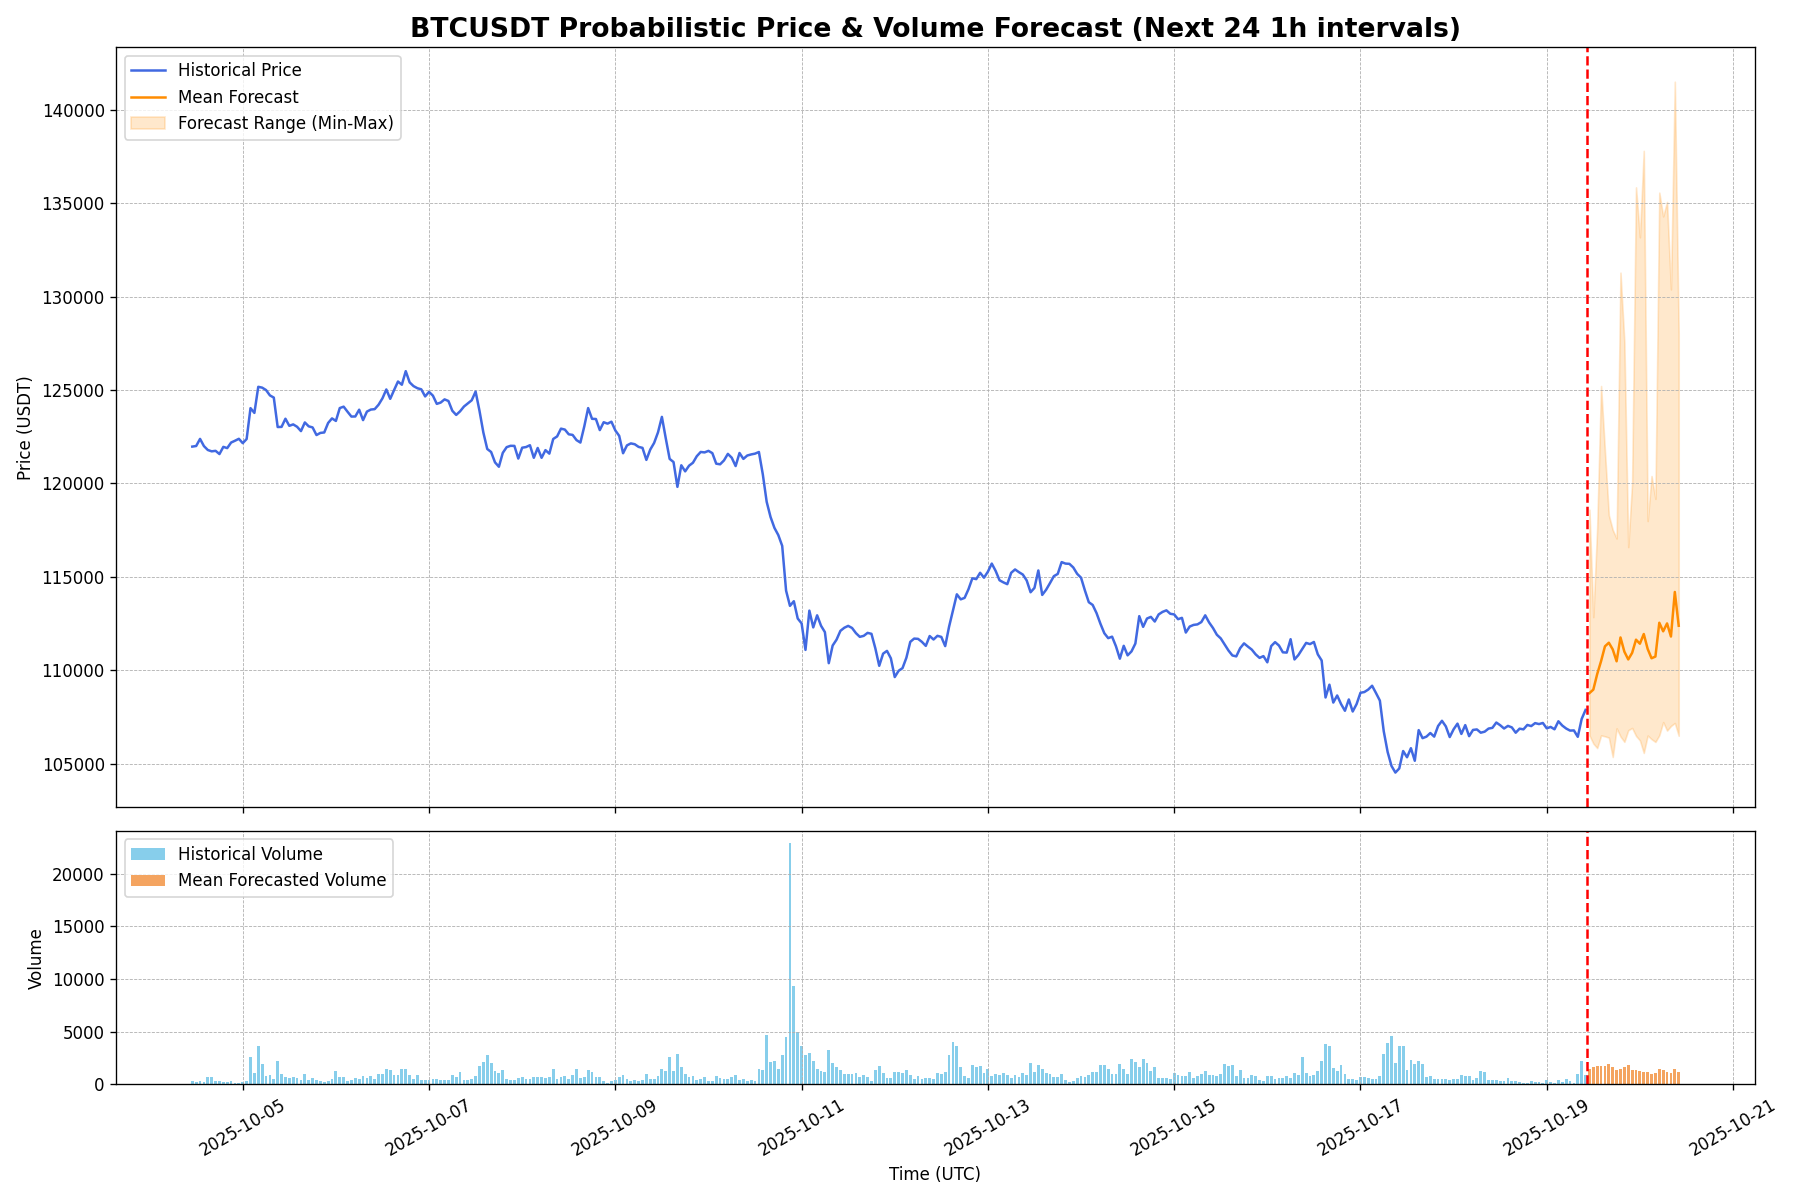 BTCUSDT Probabilistic Price & Volume Forecast (Next 24 1h intervals)
Historical Price
Mean Forecast
Forecast Range (Min-Max)
Price (USDT)
140000
135000
130000
125000
120000
115000
110000
105000
Historical Volume
Mean Forecasted Volume
Volume
20000
15000
10000
5000
0
2025-10-05
2025-10-07
2025-10-09
2025-10-11
2025-10-13
2025-10-15
2025-10-17
2025-10-19
2025-10-21
Time (UTC)